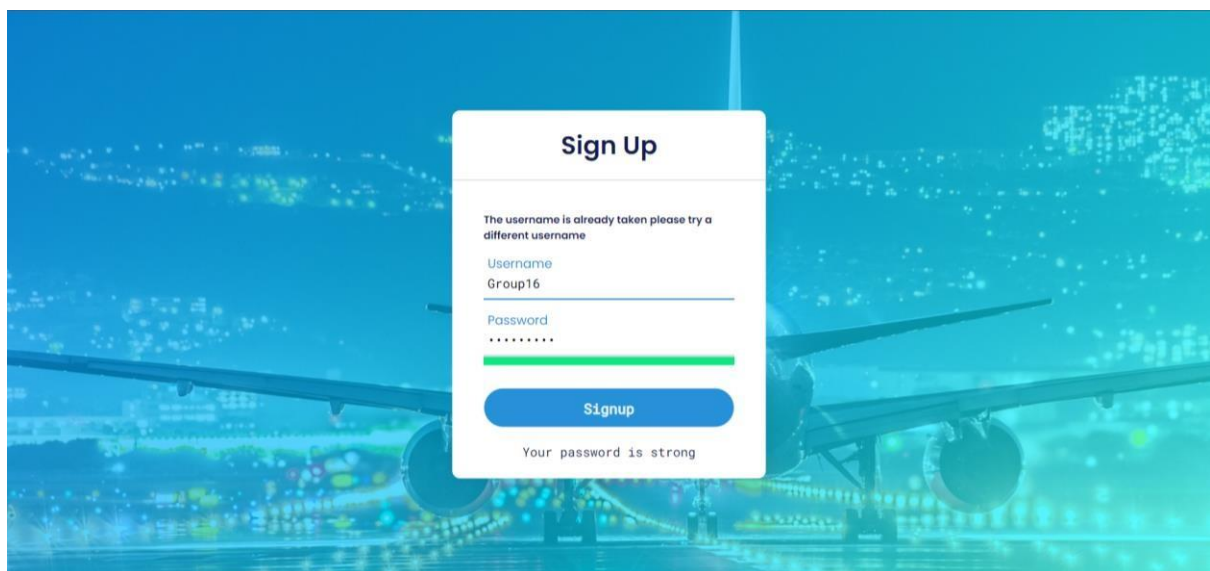 Sign Up
The username is already taken please try a
different username
Username
Group16
Password
•••••••••
Signup
Your password is strong